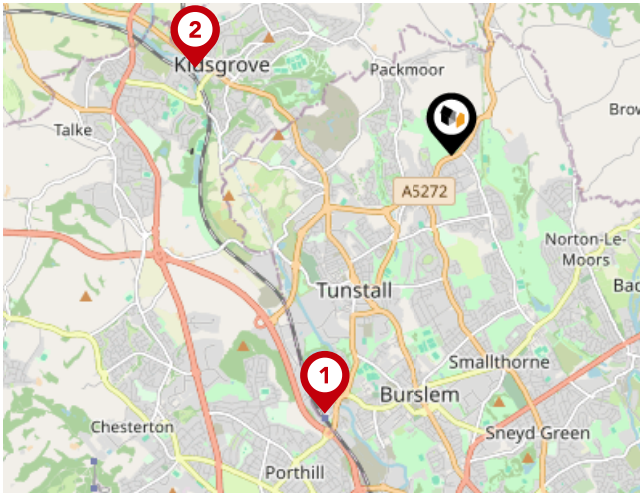 2
Kidsgrove
Packmoor
Talke
A5272
Norton-Le-
Moors
Tunstall
1
Smallthorne
Burslem
Chesterton
Sneyd Green
Porthill